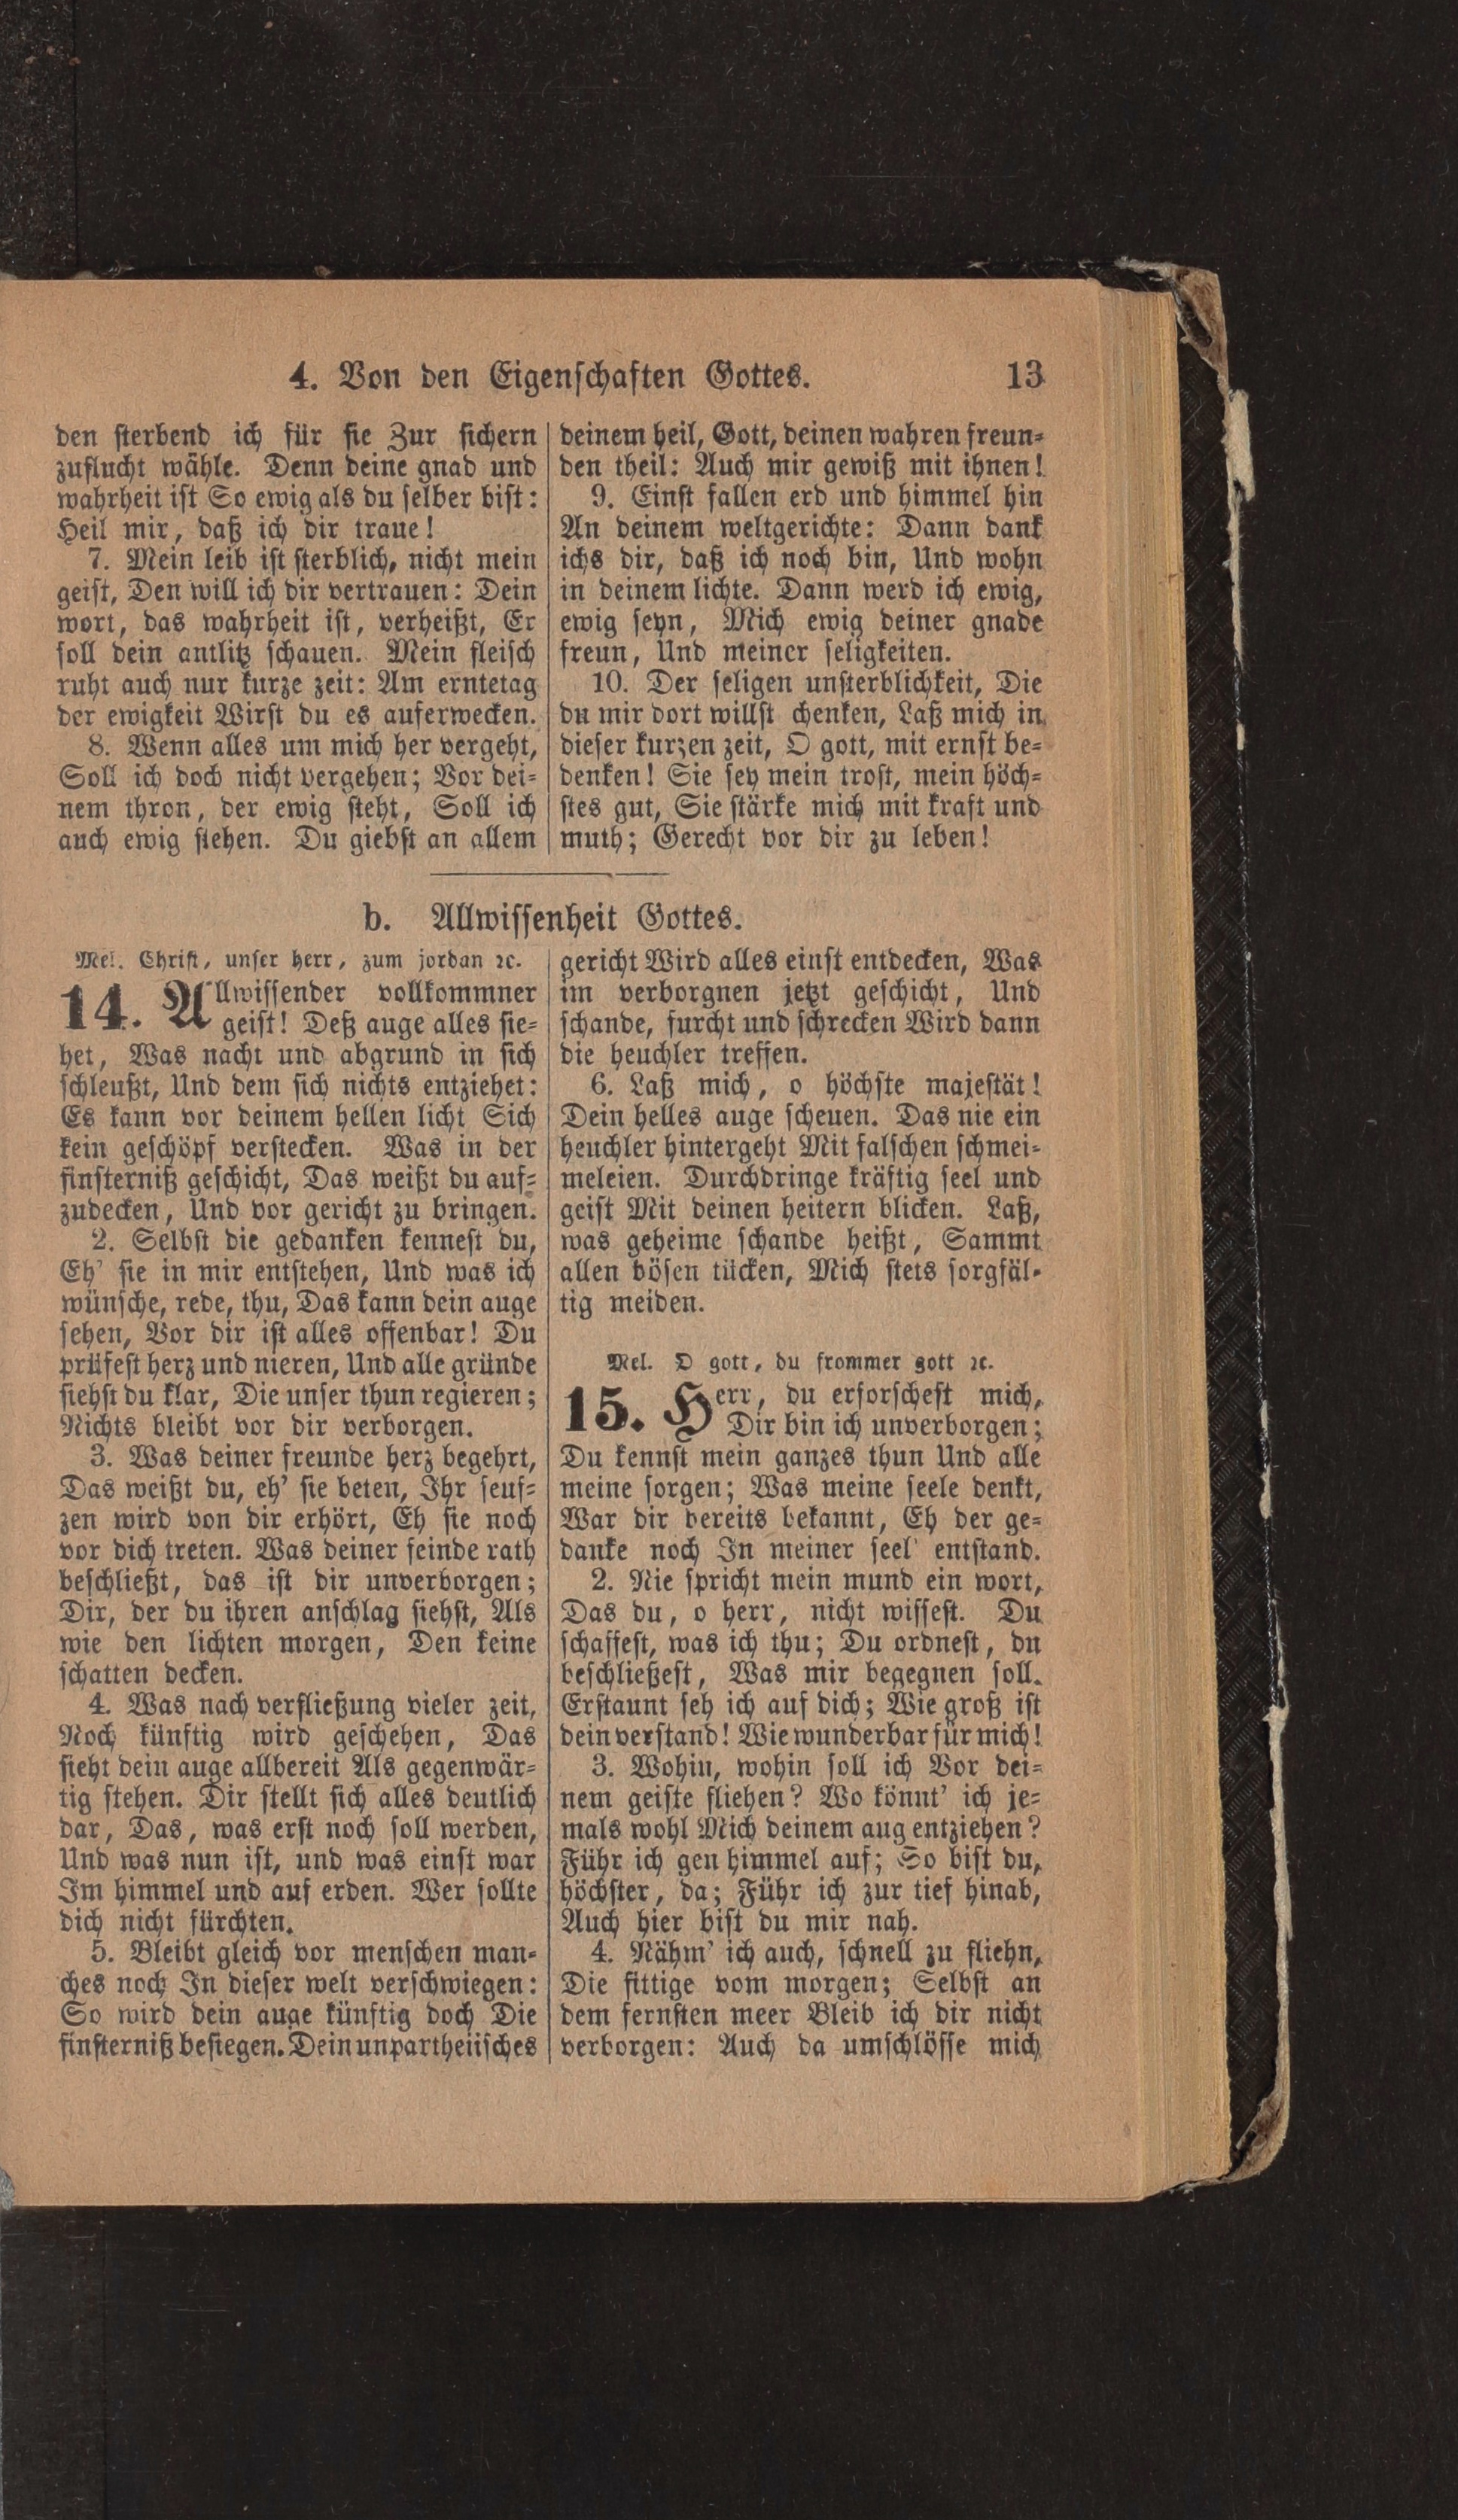 4. Von den Eigenschaften Gottes. 13
den sterbend ich für sie Zur sichern
zuflucht wähle. Denn deine gnad und
wahrheit ist So ewig als du selber bist:
Heil mir, daß ich dir traue!
7. Mein leib ist sterblich, nicht mein
geist, Den will ich dir vertrauen: Dein
wort, das wahrheit ist, verheißt, Er
soll dein antlitz schauen. Mein fleisch
ruht auch nur kurze zeit: Am erntetag
der ewigkeit Wirst du es auferwecken.
8. Wenn alles um mich her vergeht,
Soll ich doch nicht vergehen; Vor dei-
nem thron, der ewig steht, Soll ich
auch ewig stehen. Du giebst an allem
deinem heil, Gott, deinen wahren freun-
den theil: Auch mir gewiß mit ihnen!
9. Einst fallen erd und himmel hin
An deinem weltgerichte: Dann dank
ichs dir, daß ich noch bin, Und wohn
in deinem lichte. Dann werd ich ewig,
ewig seyn, Mich ewig deiner gnade
freun, Und meiner seligkeiten.
10. Der seligen unsterblichkeit, Die
du mir dort willst chenken, Laß mich in
dieser kurzen zeit, O gott, mit ernst be-
denken! Sie sey mein trost, mein höch-
stes gut, Sie stärke mich mit kraft und
muth; Gerecht vor dir zu leben!
b. Allwissenheit Gottes.
Mel. Christ, unser herr, zum jordan ꝛc.
14. Allwissender vollkommner
geist! Deß auge alles sie-
het, Was nacht und abgrund in sich
schleußt, Und dem sich nichts entziehet:
Es kann vor deinem hellen licht Sich
kein geschöpf verstecken. Was in der
finsterniß geschicht, Das weißt du auf-
zudecken, Und vor gericht zu bringen.
2. Selbst die gedanken kennest du,
Eh' sie in mir entstehen, Und was ich
wünsche, rede, thu, Das kann dein auge
sehen, Vor dir ist alles offenbar! Du
prüfest herz und nieren, Und alle gründe
siehst du klar, Die unser thun regieren;
Nichts bleibt vor dir verborgen.
3. Was deiner freunde herz begehrt,
Das weißt du, eh' sie beten, Ihr seuf-
zen wird von dir erhört, Eh sie noch
vor dich treten. Was deiner feinde rath
beschließt, das ist dir unverborgen;
Dir, der du ihren anschlag siehst, Als
wie den lichten morgen, Den keine
schatten decken.
4. Was nach verfließung vieler zeit,
Noch künftig wird geschehen, Das
sieht dein auge allbereit Als gegenwär-
tig stehen. Dir stellt sich alles deutlich
dar, Das, was erst noch soll werden,
Und was nun ist, und was einst war
Im himmel und auf erden. Wer sollte
dich nicht fürchten.
5. Bleibt gleich vor menschen man-
ches noch In dieser welt verschwiegen:
So wird dein auge künftig doch Die
finsterniß besiegen. Dein unpartheiisches
gericht Wird alles einst entdecken, Was
im verborgnen jetzt geschicht, Und
schande, furcht und schrecken Wird dann
die heuchler treffen.
6. Laß mich, o höchste majestät!
Dein helles auge scheuen. Das nie ein
heuchler hintergeht Mit falschen schmei-
meleien. Durchdringe kräftig seel und
geist Mit deinen heitern blicken. Laß,
was geheime schande heißt, Sammt
allen bösen tücken, Mich stets sorgfäl-
tig meiden.
Mel. O gott, du frommer gott ꝛc.
15. Herr, du erforschest mich,
Dir bin ich unverborgen;
Du kennst mein ganzes thun Und alle
meine sorgen; Was meine seele denkt,
War dir bereits bekannt, Eh der ge-
danke noch In meiner seel' entstand.
2. Nie spricht mein mund ein wort,
Das du, o herr, nicht wissest. Du
schaffest, was ich thu; Du ordnest, du
beschließest, Was mir begegnen soll.
Erstaunt seh ich auf dich; Wie groß ist
dein verstand! Wie wunderbar für mich!
3. Wohin, wohin soll ich Vor dei-
nem geiste fliehen? Wo könnt' ich je-
mals wohl Mich deinem aug entziehen?
Führ ich gen himmel auf; So bist du,
höchster, da; Führ ich zur tief hinab,
Auch hier bist du mir nah.
4. Nähm' ich auch, schnell zu fliehn,
Die fittige vom morgen; Selbst an
dem fernsten meer Bleib ich dir nicht
verborgen: Auch da umschlösse mich